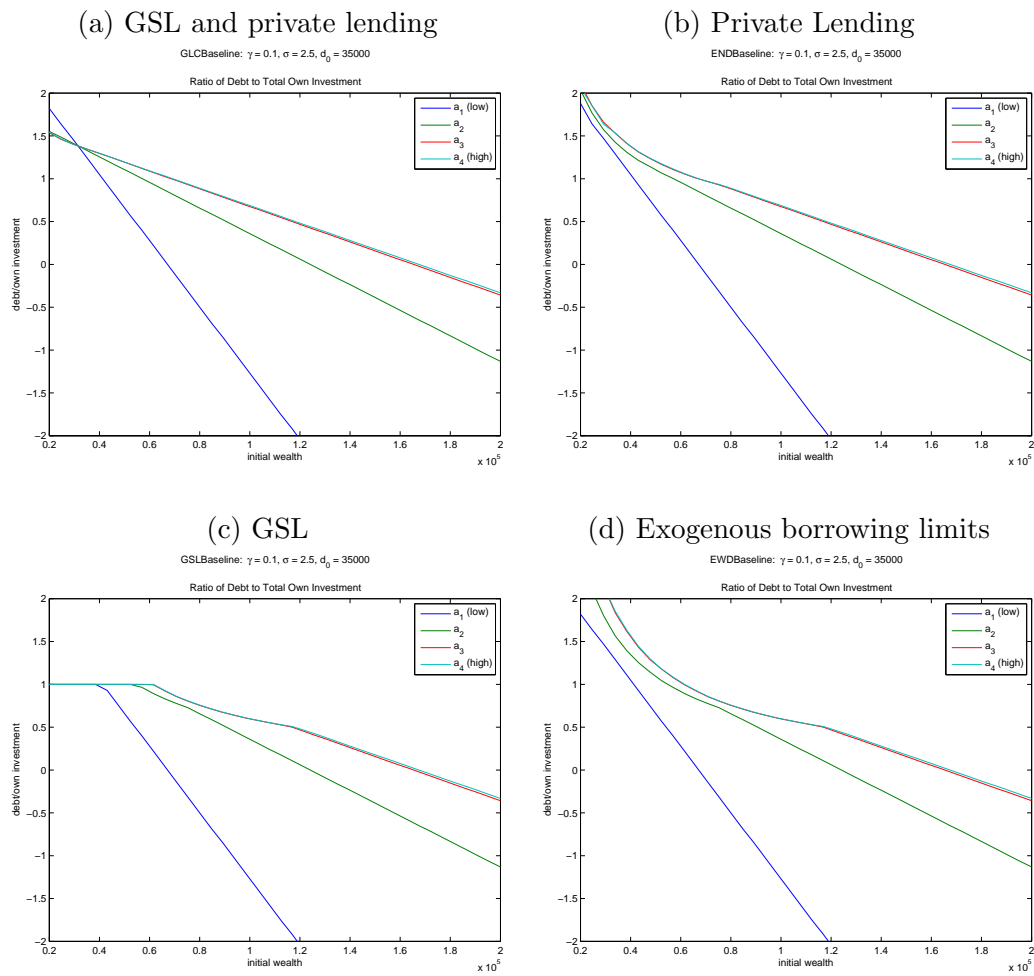 (a) GSL and private lending
GLCBaseline: γ = 0.1, σ = 2.5, d0 = 35000
Ratio of Debt to Total Own Investment
2
1.5
1
0.5
0
−0.5
−1
−1.5
−2
debt/own investment
a1 (low)
a2
a3
a4 (high)
0.2 0.4 0.6 0.8 1 1.2 1.4 1.6 1.8 2
x 10^5
initial wealth
(b) Private Lending
ENDBaseline: γ = 0.1, σ = 2.5, d0 = 35000
Ratio of Debt to Total Own Investment
2
1.5
1
0.5
0
−0.5
−1
−1.5
−2
debt/own investment
a1 (low)
a2
a3
a4 (high)
0.2 0.4 0.6 0.8 1 1.2 1.4 1.6 1.8 2
x 10^5
initial wealth
(c) GSL
GSLBaseline: γ = 0.1, σ = 2.5, d0 = 35000
Ratio of Debt to Total Own Investment
2
1.5
1
0.5
0
−0.5
−1
−1.5
−2
debt/own investment
a1 (low)
a2
a3
a4 (high)
0.2 0.4 0.6 0.8 1 1.2 1.4 1.6 1.8 2
x 10^5
initial wealth
(d) Exogenous borrowing limits
EWDBaseline: γ = 0.1, σ = 2.5, d0 = 35000
Ratio of Debt to Total Own Investment
2
1.5
1
0.5
0
−0.5
−1
−1.5
−2
debt/own investment
a1 (low)
a2
a3
a4 (high)
0.2 0.4 0.6 0.8 1 1.2 1.4 1.6 1.8 2
x 10^5
initial wealth